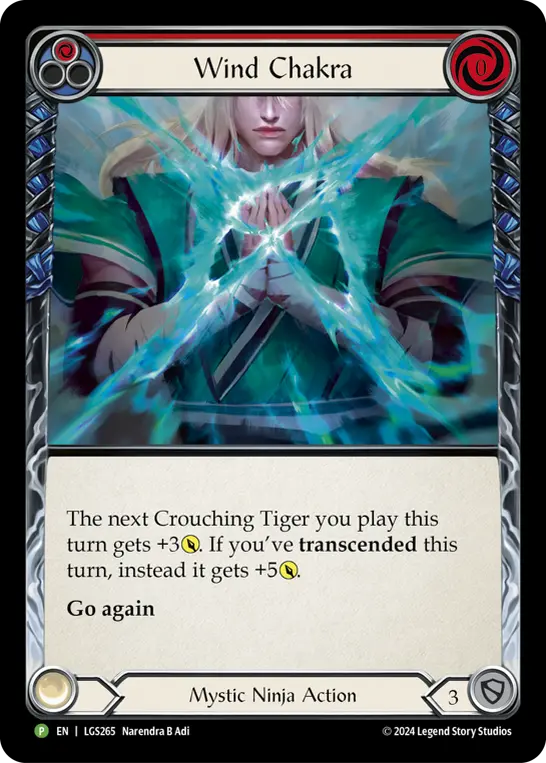 0
Wind Chakra
The next Crouching Tiger you play this
turn gets +3. If you've transcended this
turn, instead it gets +5.
Go again
Mystic Ninja Action
3
P EN | LGS265 Narendra B Adi
© 2024 Legend Story Studios